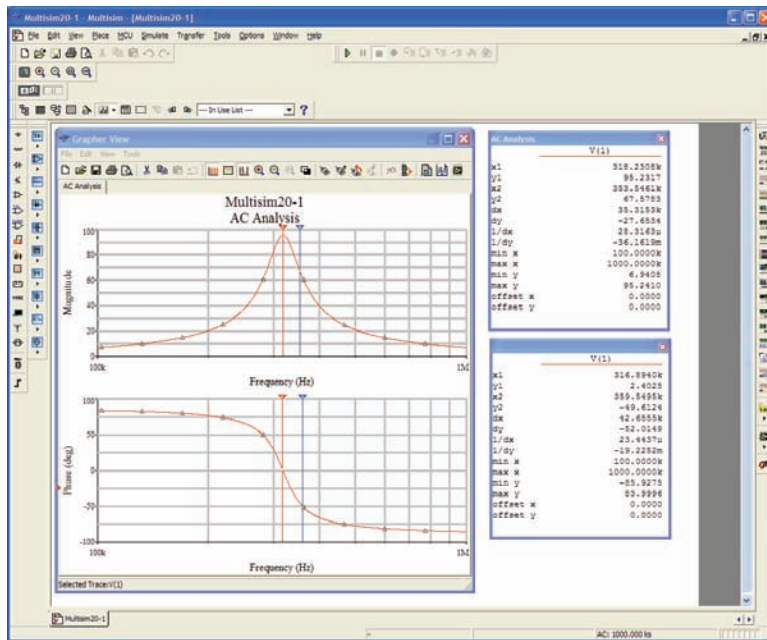 Multisim20-1 - Multisim - [Multisim20-1]
File Edit View Place MCU Simulate Transfer Tools Options Window Help
--- In Use List ---
Grapher View
File Edit View Tools
AC Analysis
Multisim20-1
AC Analysis
Magnitude
100
80
60
40
20
0
100k
1M
Frequency (Hz)
Phase (deg)
100
50
0
-50
-100
100k
1M
Frequency (Hz)
Selected Trace:V(1)
AC Analysis
V(1)
x1 318.2308k
y1 95.2317
x2 353.5461k
y2 67.5783
dx 35.3153k
dy -27.6534
1/dx 28.3163u
1/dy -36.1619m
min x 100.0000k
max x 1000.0000k
min y 6.9408
max y 95.2410
offset x 0.0000
offset y 0.0000
V(1)
x1 316.8940k
y1 2.4025
x2 359.5495k
y2 -49.6124
dx 42.6555k
dy -52.0149
1/dx 23.4437u
1/dy -19.2252m
min x 100.0000k
max x 1000.0000k
min y -85.9275
max y 83.9996
offset x 0.0000
offset y 0.0000
Multisim20-1